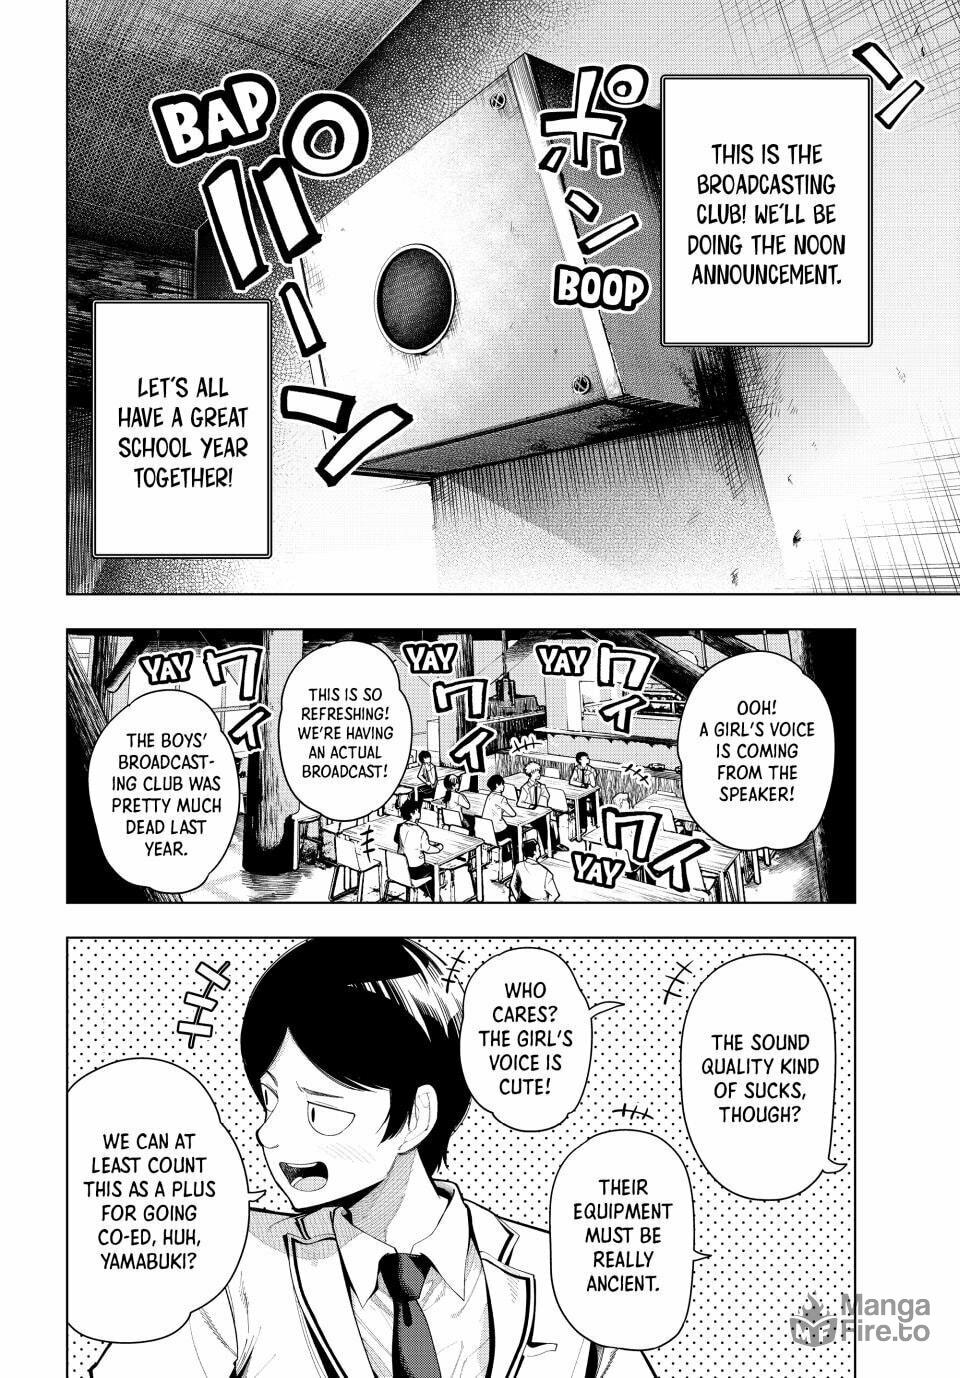 ピンポンパンポーン
BOOP
THIS IS THE
BROADCASTING
CLUB! WE'LL BE
DOING THE NOON
ANNOUNCEMENT.
BAP
LET'S ALL
HAVE A GREAT
SCHOOL YEAR
TOGETHER!
OOH!
A GIRL'S VOICE
IS COMING
FROM THE
SPEAKER!
YAY
ワイ
YAY
ワイ
THIS IS SO
REFRESHING!
WE'RE HAVING
AN ACTUAL
BROADCAST!
YAY
ワイ
YAY
ワイ
THE BOYS'
BROADCAST-
ING CLUB WAS
PRETTY MUCH
DEAD LAST
YEAR.
THE SOUND
QUALITY KIND
OF SUCKS,
THOUGH?
WHO
CARES?
THE GIRL'S
VOICE IS
CUTE!
THEIR
EQUIPMENT
MUST BE
REALLY
ANCIENT.
WE CAN AT
LEAST COUNT
THIS AS A PLUS
FOR GOING
CO-ED, HUH,
YAMABUKI?
Manga
Fire.to